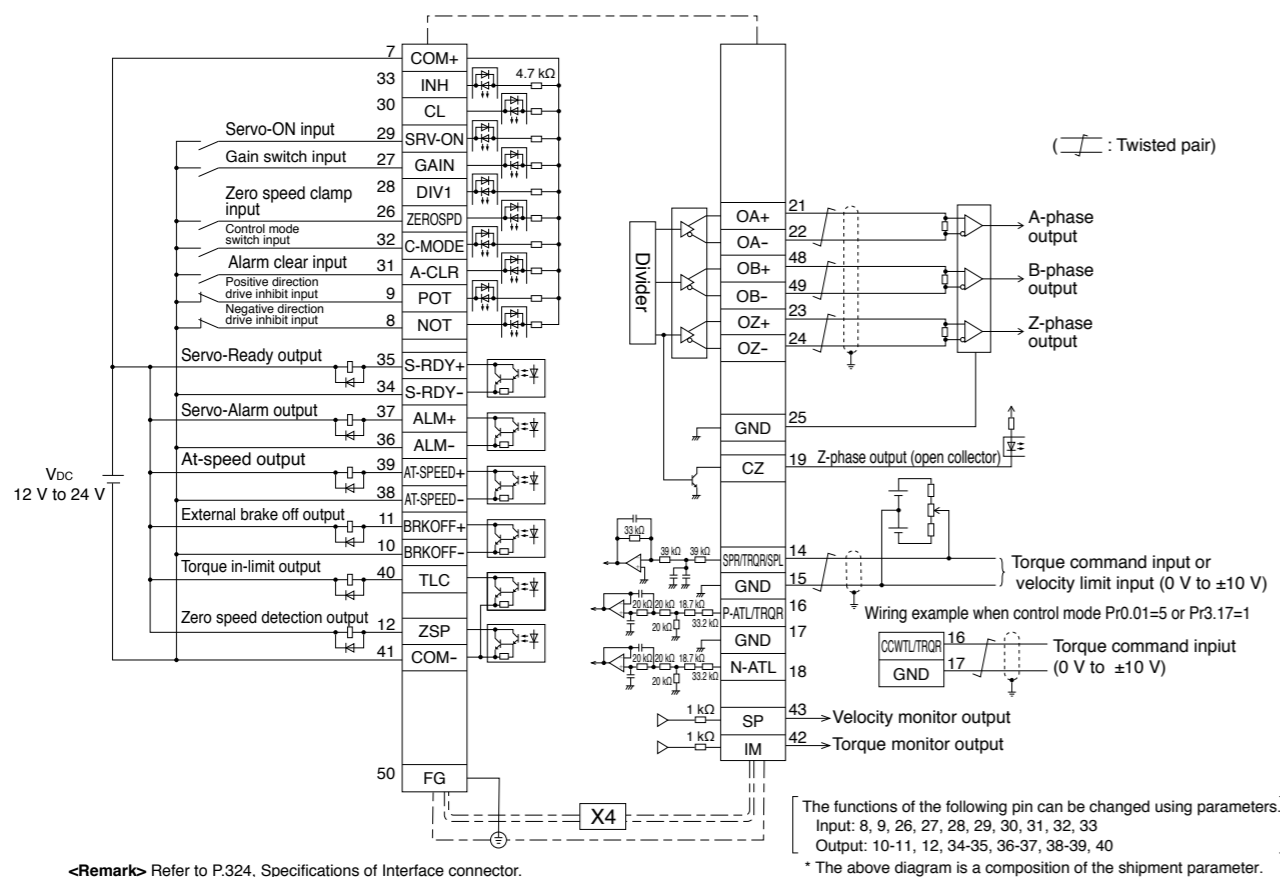 7 COM+
33 INH 4.7 kΩ
30 CL
Servo-ON input 29 SRV-ON
Gain switch input 27 GAIN
28 DIV1
Zero speed clamp
input 26 ZEROSPD
Control mode
switch input 32 C-MODE
Alarm clear input 31 A-CLR
Positive direction
drive inhibit input 9 POT
Negative direction
drive inhibit input 8 NOT
Servo-Ready output 35 S-RDY+
34 S-RDY-
Servo-Alarm output 37 ALM+
36 ALM-
At-speed output 39 AT-SPEED+
38 AT-SPEED-
External brake off output 11 BRKOFF+
10 BRKOFF-
Torque in-limit output 40 TLC
Zero speed detection output 12 ZSP
41 COM-
50 FG
VDC
12 V to 24 V
X4
( : Twisted pair)
Divider
OA+ 21
OA- 22
A-phase
output
OB+ 48
OB- 49
B-phase
output
OZ+ 23
OZ- 24
Z-phase
output
GND 25
CZ 19 Z-phase output (open collector)
33 kΩ
39 kΩ 39 kΩ
SPR/TRQR/SPL 14
GND 15
Torque command input or
velocity limit input (0 V to ±10 V)
20 kΩ 20 kΩ 18.7 kΩ
20 kΩ 33.2 kΩ
P-ATL/TRQR 16
GND 17
20 kΩ 20 kΩ 18.7 kΩ
20 kΩ 33.2 kΩ
N-ATL 18
Wiring example when control mode Pr0.01=5 or Pr3.17=1
CCWTL/TRQR 16
GND 17
Torque command inpiut
(0 V to ±10 V)
1 kΩ SP 43 Velocity monitor output
1 kΩ IM 42 Torque monitor output
The functions of the following pin can be changed using parameters.
Input: 8, 9, 26, 27, 28, 29, 30, 31, 32, 33
Output: 10-11, 12, 34-35, 36-37, 38-39, 40
* The above diagram is a composition of the shipment parameter.
<Remark> Refer to P.324, Specifications of Interface connector.